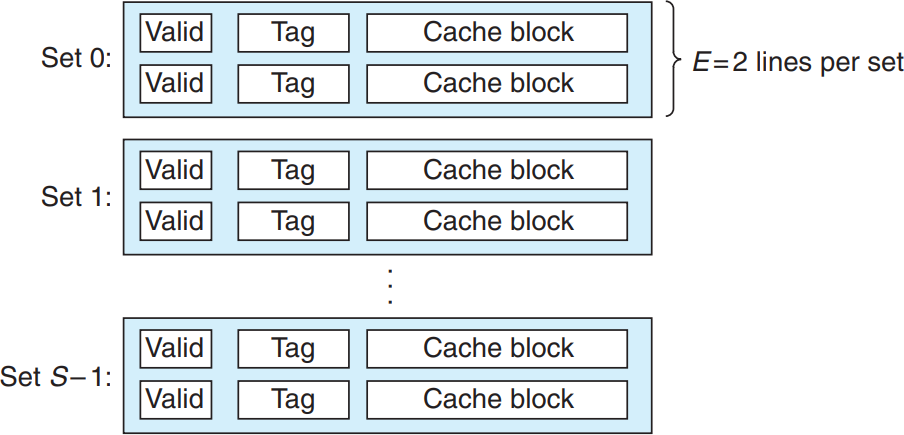 Set 0:
Valid Tag Cache block
Valid Tag Cache block
E=2 lines per set
Set 1:
Valid Tag Cache block
Valid Tag Cache block
⋮
Set S−1:
Valid Tag Cache block
Valid Tag Cache block